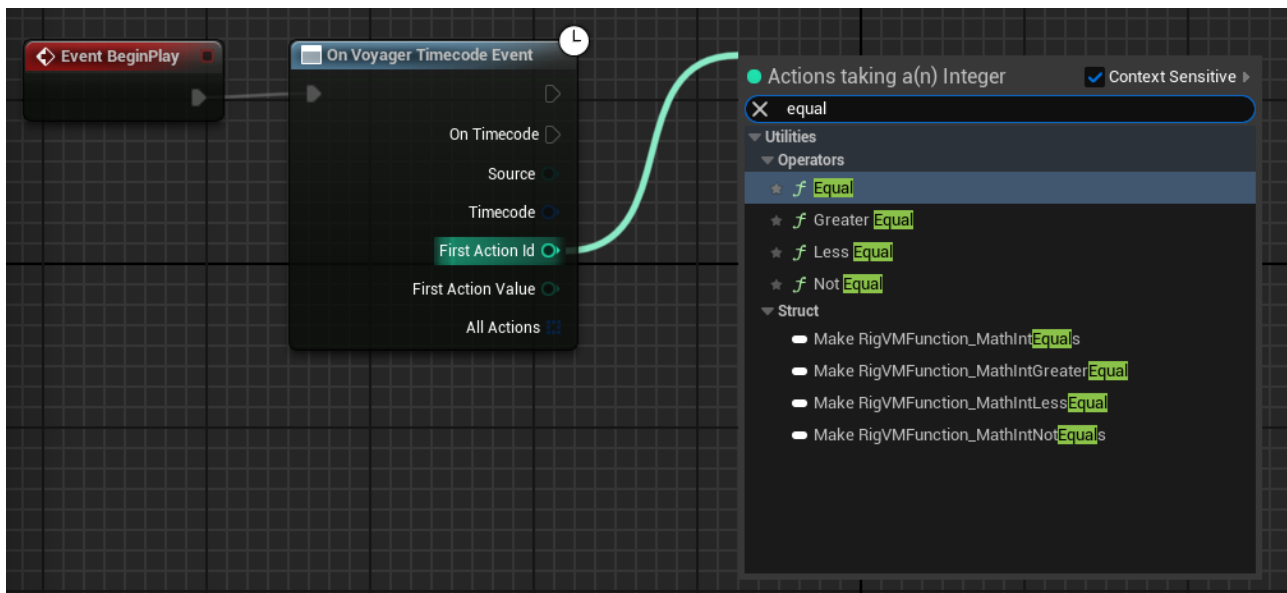 Event BeginPlay
On Voyager Timecode Event
On Timecode
Source
Timecode
First Action Id
First Action Value
All Actions
Actions taking a(n) Integer
Context Sensitive
equal
Utilities
Operators
Equal
Greater Equal
Less Equal
Not Equal
Struct
Make RigVMFunction_MathIntEquals
Make RigVMFunction_MathIntGreaterEqual
Make RigVMFunction_MathIntLessEqual
Make RigVMFunction_MathIntNotEquals